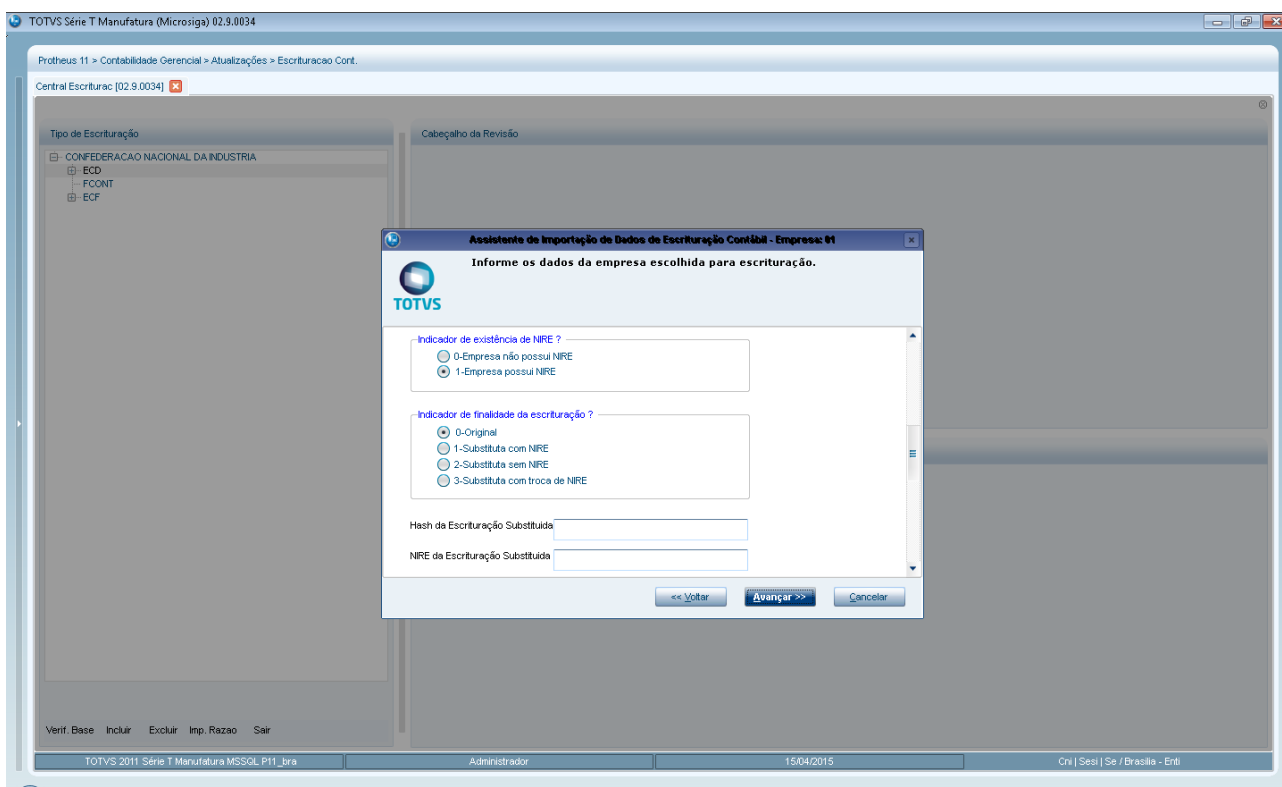 TOTVS Série T Manufatura (Microsiga) 02.9.0034
Protheus 11 > Contabilidade Gerencial > Atualizações > Escrituracao Cont.
Central Escriturac [02.9.0034]
Tipo de Escrituração
Cabeçalho da Revisão
CONFEDERACAO NACIONAL DA INDUSTRIA
ECD
FCONT
ECF
Assistente de Importação de Dados de Escrituração Contábil - Empresa: 01
Informe os dados da empresa escolhida para escrituração.
TOTVS
Indicador de existência de NIRE ?
0-Empresa não possui NIRE
1-Empresa possui NIRE
Indicador de finalidade da escrituração ?
0-Original
1-Substituta com NIRE
2-Substituta sem NIRE
3-Substituta com troca de NIRE
Hash da Escrituração Substituida
NIRE da Escrituração Substituida
<< Voltar
Avançar >>
Cancelar
Verif. Base Incluir Excluir Imp. Razao Sair
TOTVS 2011 Série T Manufatura MSSQL P11_bra
Administrador
15/04/2015
Cni | Sesi | Se / Brasilia - Enti